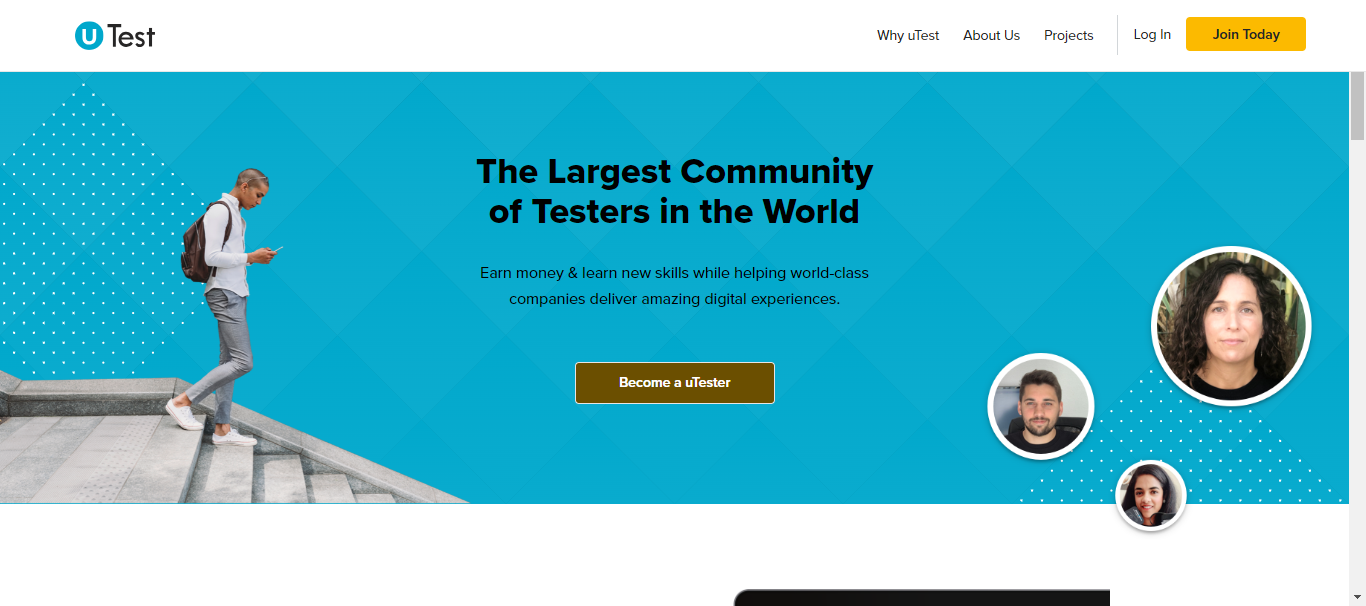 uTest
Why uTest
About Us
Projects
Log In
Join Today
The Largest Community
of Testers in the World
Earn money & learn new skills while helping world-class
companies deliver amazing digital experiences.
Become a uTester